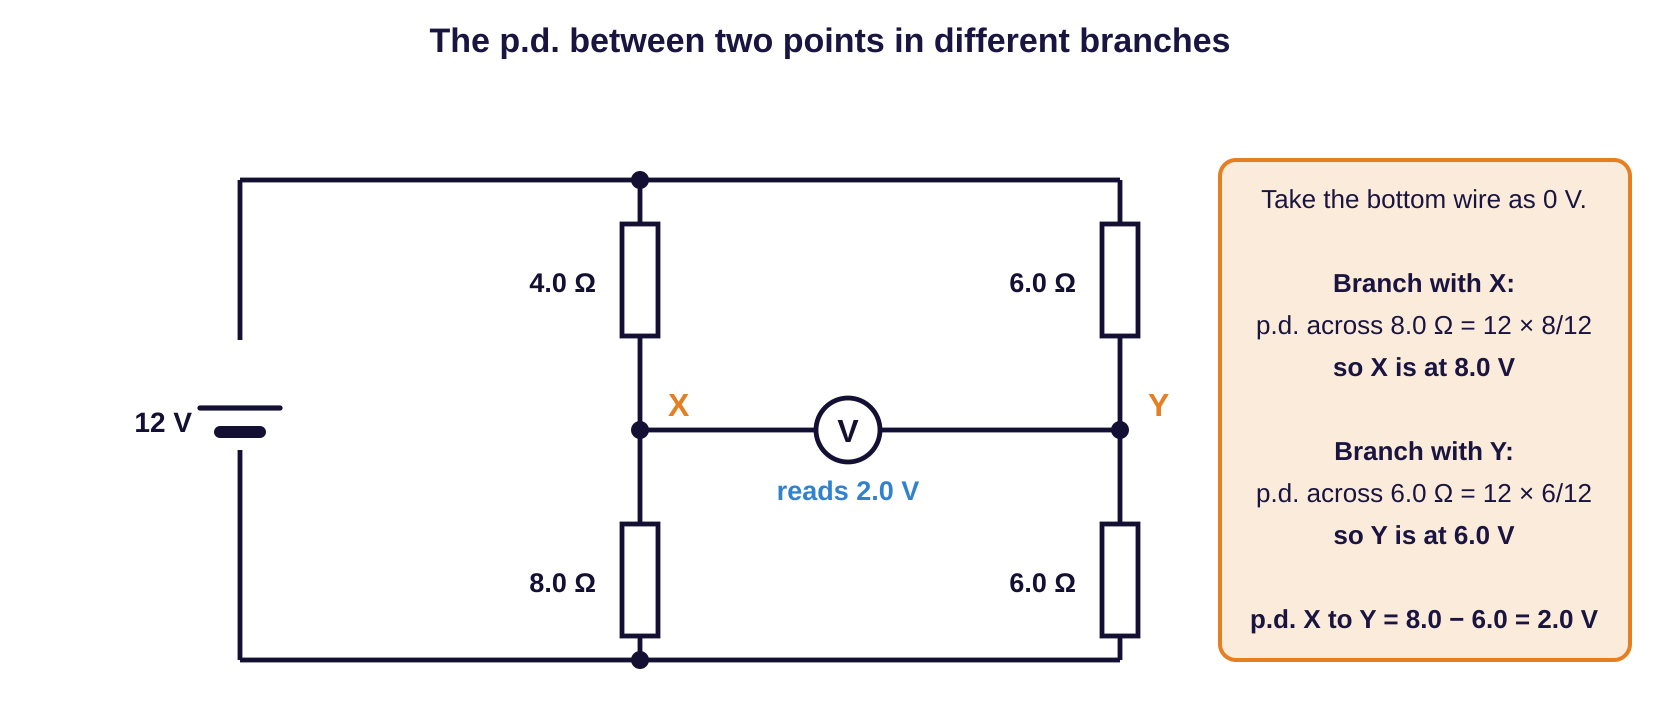 The p.d. between two points in different branches
4.0 Ω
6.0 Ω
12 V
X
Y
V
reads 2.0 V
8.0 Ω
6.0 Ω
Take the bottom wire as 0 V.
Branch with X:
p.d. across 8.0 Ω = 12 × 8/12
so X is at 8.0 V
Branch with Y:
p.d. across 6.0 Ω = 12 × 6/12
so Y is at 6.0 V
p.d. X to Y = 8.0 − 6.0 = 2.0 V